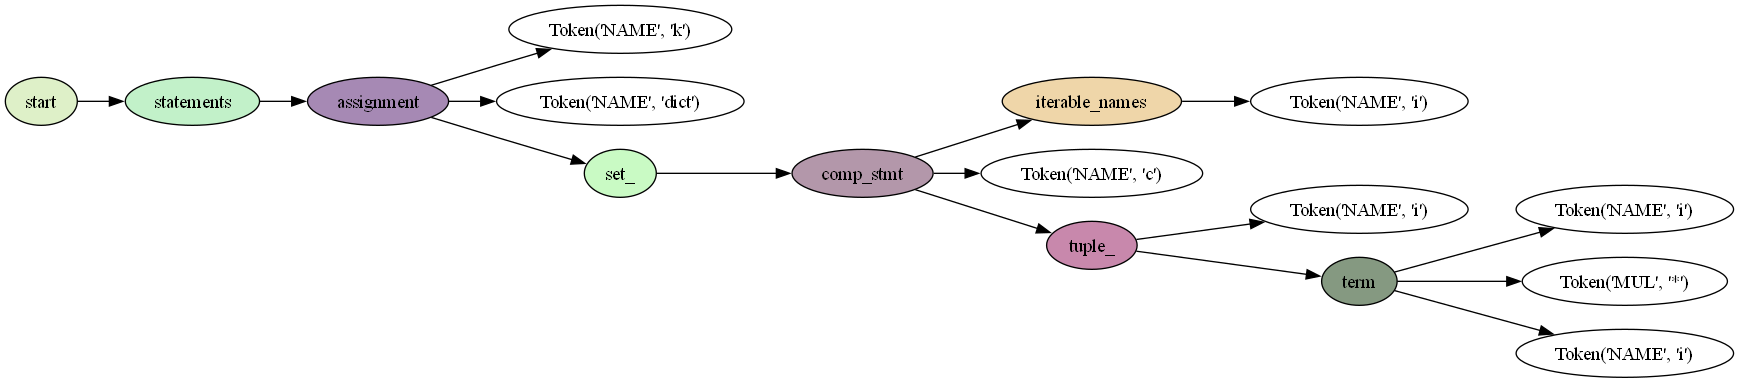 start
statements
assignment
Token('NAME', 'k')
Token('NAME', 'dict')
set_
comp_stmt
iterable_names
Token('NAME', 'i')
Token('NAME', 'c')
tuple_
Token('NAME', 'i')
term
Token('NAME', 'i')
Token('MUL', '*')
Token('NAME', 'i')